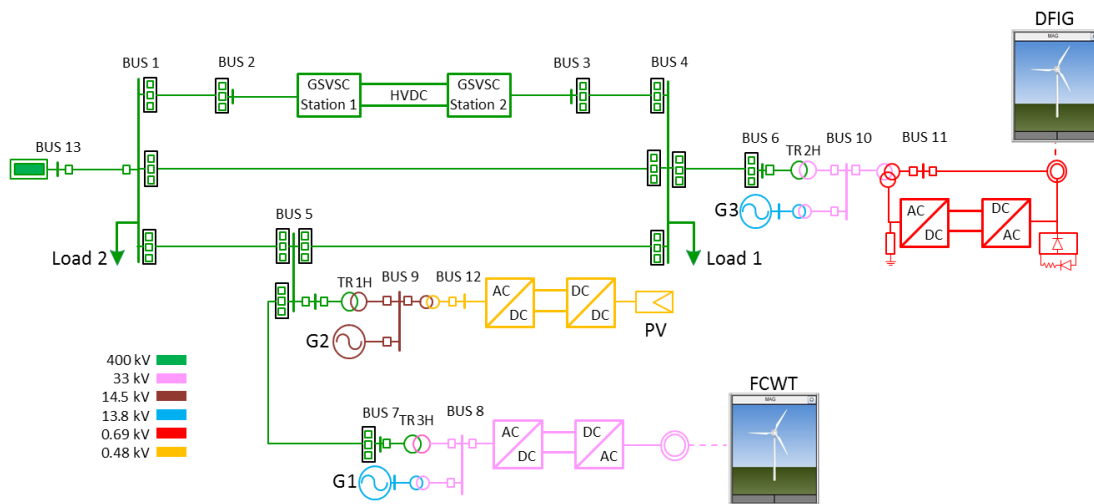 DFIG
MAG
BUS 1
BUS 2
BUS 3
BUS 4
GSVSC
Station 1
HVDC
GSVSC
Station 2
BUS 13
BUS 6
TR 2H
BUS 10
BUS 11
G3
AC
DC
DC
AC
Load 2
BUS 5
Load 1
TR 1H
BUS 9
BUS 12
AC
DC
DC
DC
PV
G2
400 kV
33 kV
14.5 kV
13.8 kV
0.69 kV
0.48 kV
FCWT
MAG
BUS 7
TR 3H
BUS 8
AC
DC
DC
AC
G1